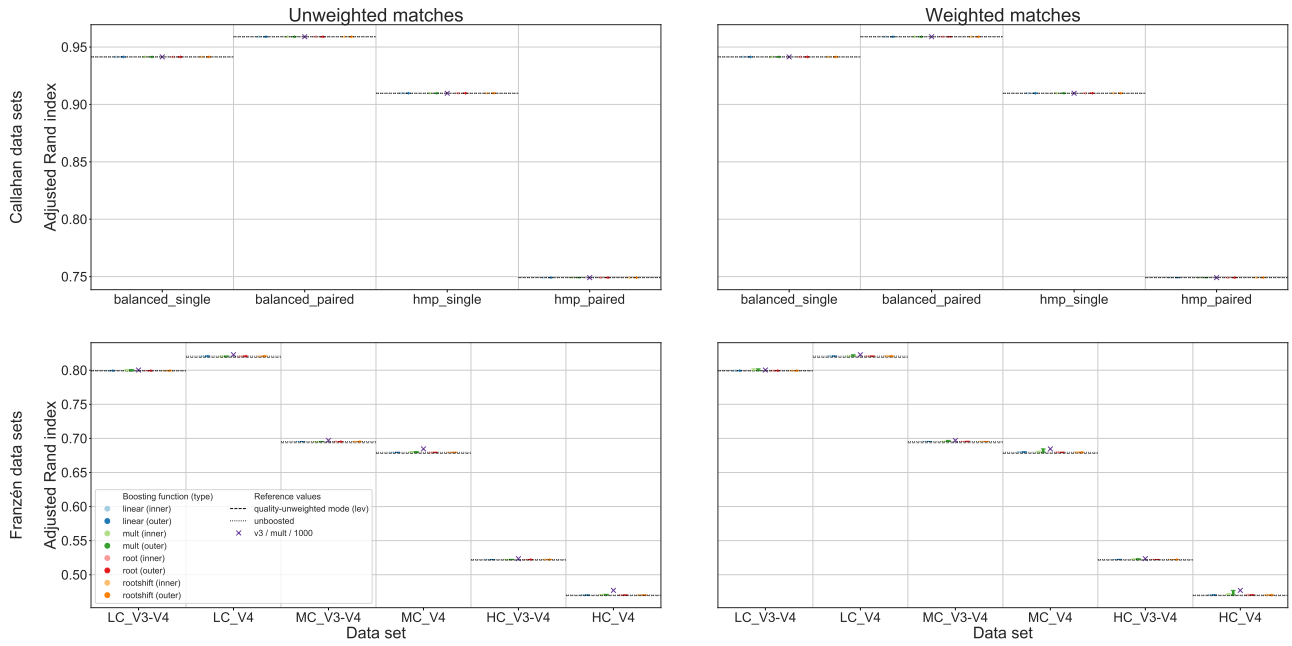 Unweighted matches
Weighted matches
Callahan data sets
Adjusted Rand index
0.95
0.90
0.85
0.80
0.75
balanced_single
balanced_paired
hmp_single
hmp_paired
balanced_single
balanced_paired
hmp_single
hmp_paired
Franzén data sets
Adjusted Rand index
0.80
0.75
0.70
0.65
0.60
0.55
0.50
Boosting function (type)
linear (inner)
linear (outer)
mult (inner)
mult (outer)
root (inner)
root (outer)
rootshift (inner)
rootshift (outer)
Reference values
quality-unweighted mode (lev)
unboosted
v3 / mult / 1000
LC_V3-V4
LC_V4
MC_V3-V4
MC_V4
HC_V3-V4
HC_V4
Data set
LC_V3-V4
LC_V4
MC_V3-V4
MC_V4
HC_V3-V4
HC_V4
Data set